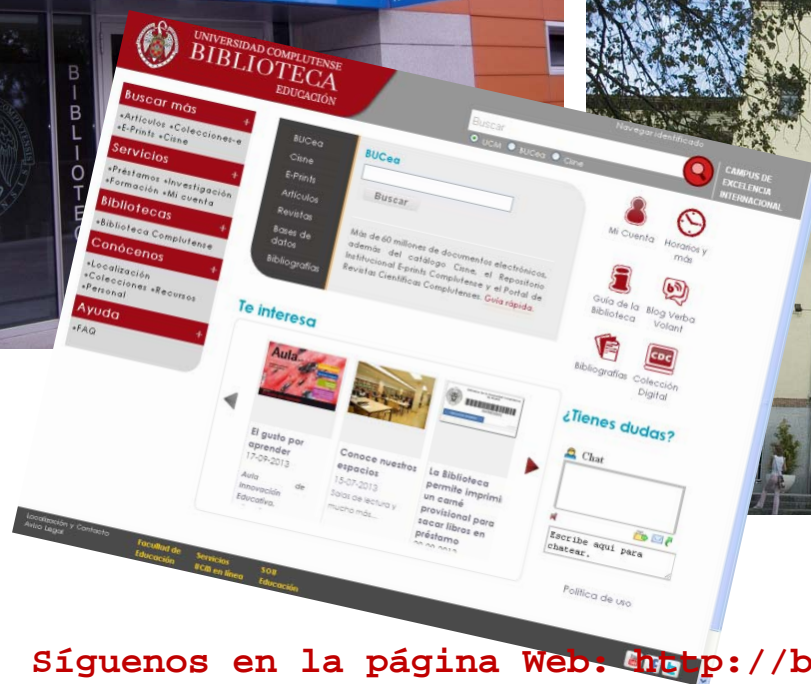 BIBLIOTEC
UNIVERSIDAD COMPLUTENSE
BIBLIOTECA
EDUCACIÓN
Buscar
Navegar identificado
UCM BUCea Cisne
CAMPUS DE
EXCELENCIA
INTERNACIONAL
Buscar más +
•Artículos •Colecciones-e
•E-Prints •Cisne
Servicios +
•Préstamos •Investigación
•Formación •Mi cuenta
Bibliotecas +
•Biblioteca Complutense
Conócenos +
•Localización
•Colecciones •Recursos
•Personal
Ayuda +
•FAQ
BUCea
Cisne
E-Prints
Artículos
Revistas
Bases de
datos
Bibliografías
BUCea
Buscar
Más de 60 millones de documentos electrónicos,
además del catálogo Cisne, el Repositorio
Institucional E-prints Complutense y el Portal de
Revistas Científicas Complutenses. Guía rápida.
Mi Cuenta
Horarios y
más
Guía de la
Biblioteca
Blog Verba
Volant
Bibliografías
CDC
Colección
Digital
Te interesa
Aula
El gusto por
aprender
17-09-2013
Aula de
Innovación
Educativa,
Conoce nuestros
espacios
15-07-2013
Salas de lectura y
mucho más...
La Biblioteca
permite imprimi
un carné
provisional para
sacar libros en
préstamo
¿Tienes dudas?
Chat
Escribe aquí para
chatear.
Política de uso
Localización y Contacto
Aviso Legal
Facultad de
Educación
Servicios
UCM en línea
SOB
Educación
Síguenos en la página Web: http://b